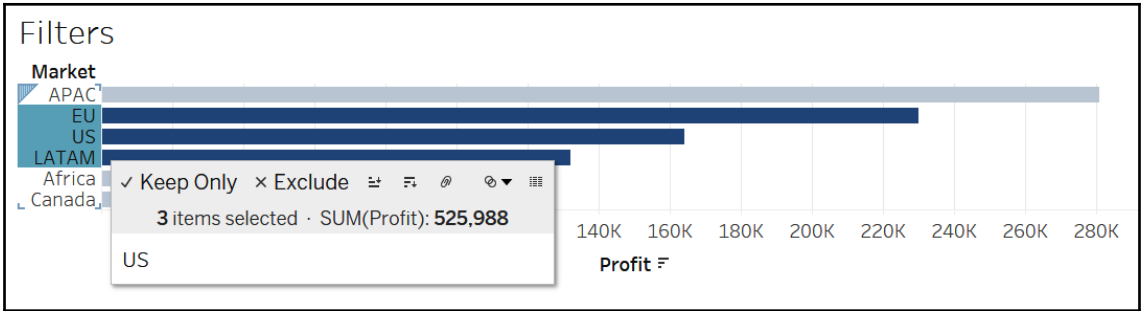 Filters
Market
APAC
EU
US
LATAM
Africa
Canada
✓ Keep Only × Exclude
3 items selected · SUM(Profit): 525,988
US
140K 160K 180K 200K 220K 240K 260K 280K
Profit